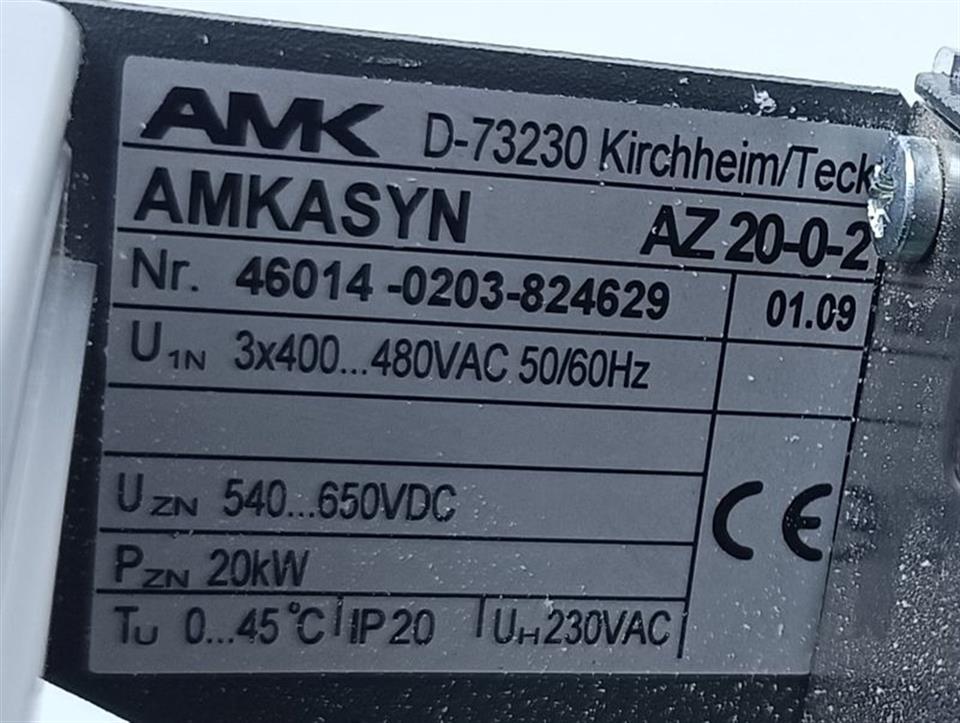 AMK D-73230 Kirchheim/Teck
AMKASYN AZ 20-0-2
Nr. 46014-0203-824629 01.09
U1N 3x400...480VAC 50/60Hz
UZN 540...650VDC
CE
PZN 20kW
TU 0...45°C IP20 UH 230VAC